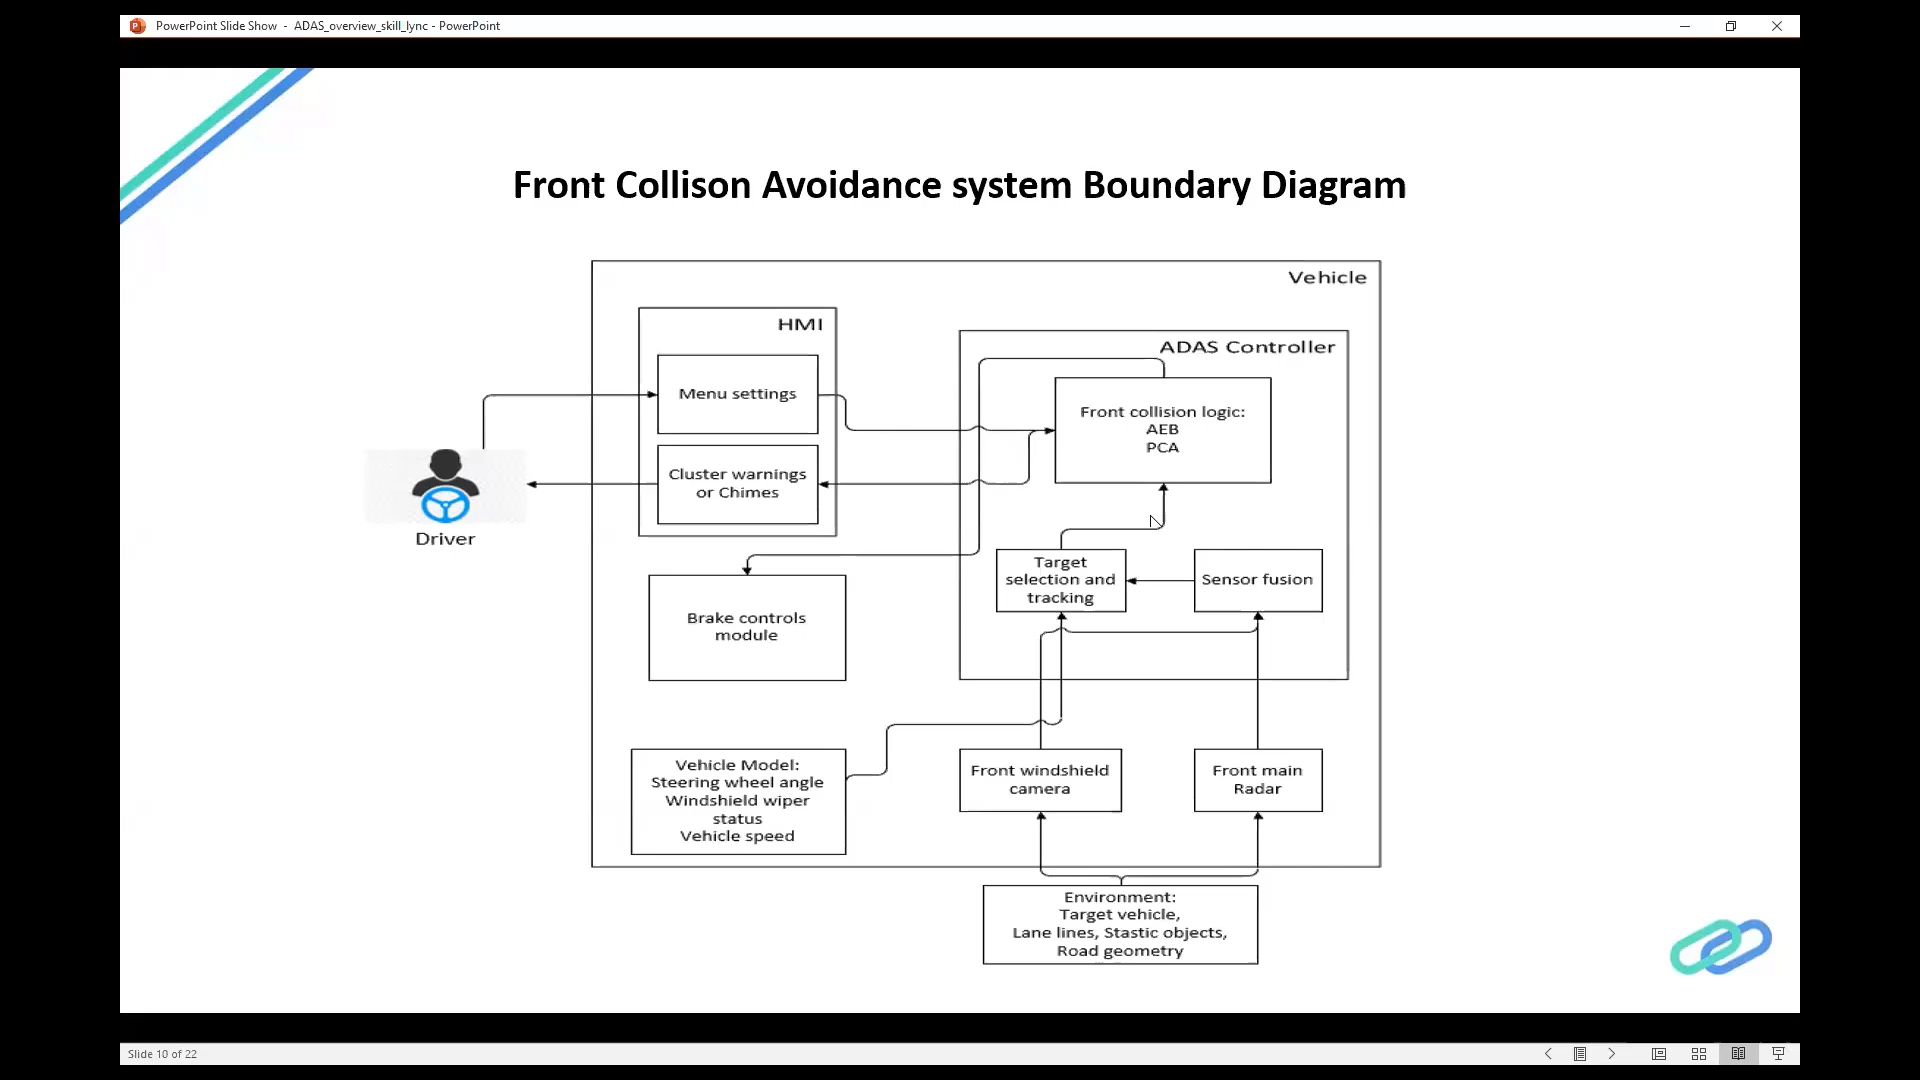 PowerPoint Slide Show - ADAS_overview_skill_lync - PowerPoint
Front Collison Avoidance system Boundary Diagram
Vehicle
HMI
ADAS Controller
Menu settings
Front collision logic:
AEB
PCA
Cluster warnings
or Chimes
Driver
Target
selection and
tracking
Sensor fusion
Brake controls
module
Vehicle Model:
Steering wheel angle
Windshield wiper
status
Vehicle speed
Front windshield
camera
Front main
Radar
Environment:
Target vehicle,
Lane lines, Stastic objects,
Road geometry
Slide 10 of 22